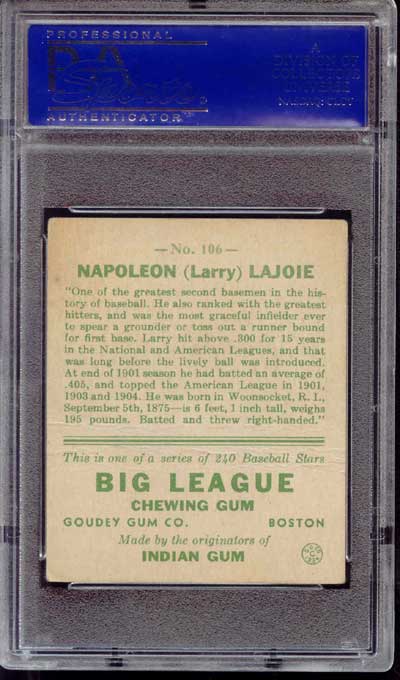 PROFESSIONAL
PSA
Sports
AUTHENTICATOR
A
DIVISION OF
COLLECTORS
UNIVERSE
NASDAQ: CLCT
—No. 106—
NAPOLEON (Larry) LAJOIE
"One of the greatest second basemen in the his-
tory of baseball. He also ranked with the greatest
hitters, and was the most graceful infielder ever
to spear a grounder or toss out a runner bound
for first base. Larry hit above .300 for 15 years
in the National and American Leagues, and that
was long before the lively ball was introduced.
At end of 1901 season he had batted an average of
.405, and topped the American League in 1901,
1903 and 1904. He was born in Woonsocket, R. I.,
September 5th, 1875—is 6 feet, 1 inch tall, weighs
195 pounds. Batted and threw right-handed."
This is one of a series of 240 Baseball Stars
BIG LEAGUE
CHEWING GUM
GOUDEY GUM CO. BOSTON
Made by the originators of
INDIAN GUM